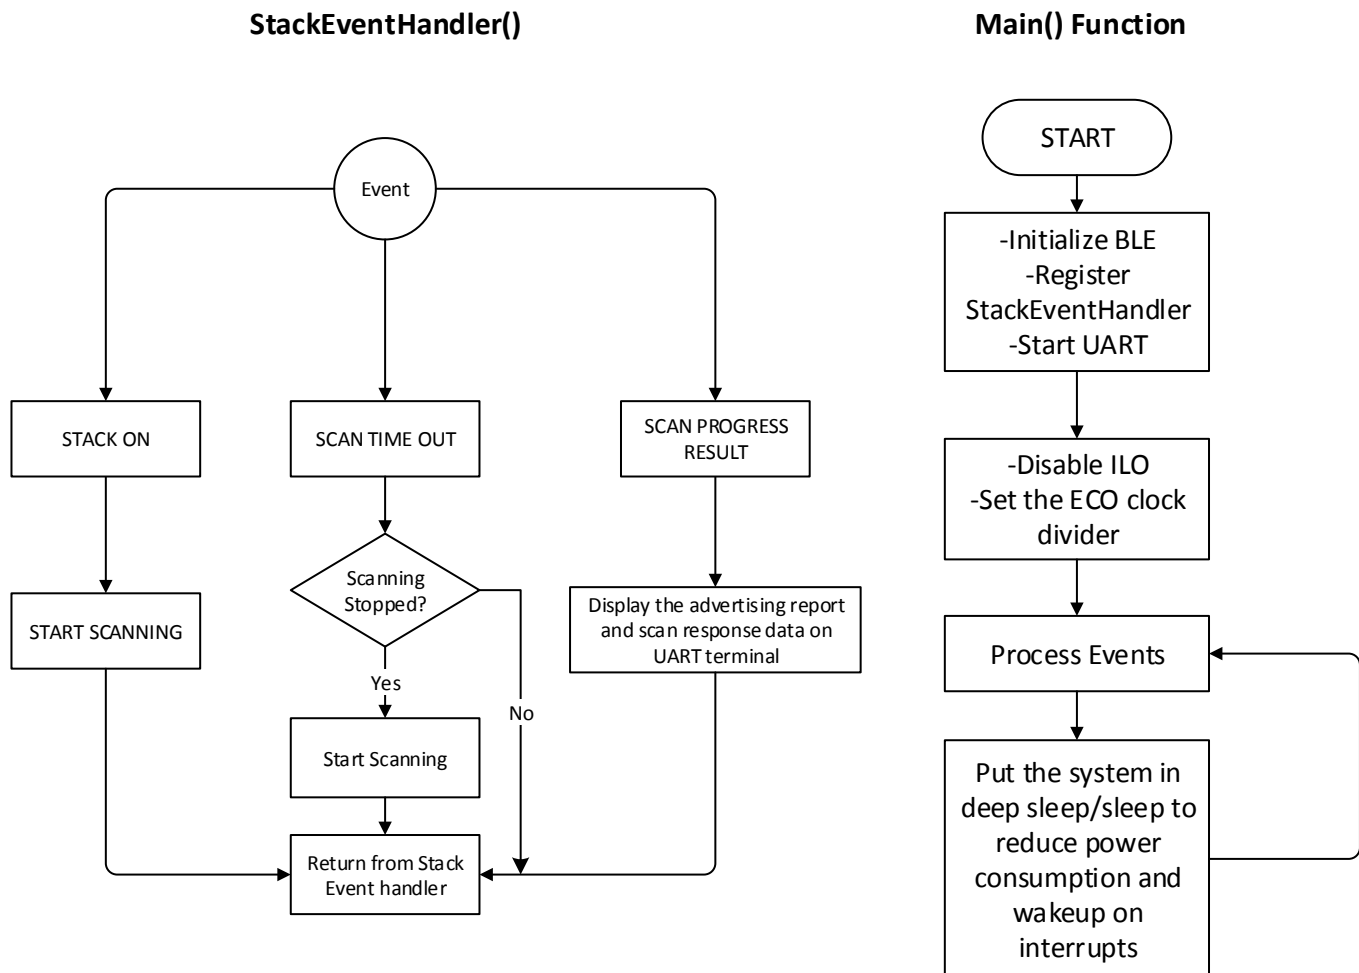 StackEventHandler()
Main() Function
Event
STACK ON
SCAN TIME OUT
SCAN PROGRESS
RESULT
Scanning
Stopped?
START SCANNING
Display the advertising report
and scan response data on
UART terminal
Yes
No
Start Scanning
Return from Stack
Event handler
START
-Initialize BLE
-Register
StackEventHandler
-Start UART
-Disable ILO
-Set the ECO clock
divider
Process Events
Put the system in
deep sleep/sleep to
reduce power
consumption and
wakeup on
interrupts